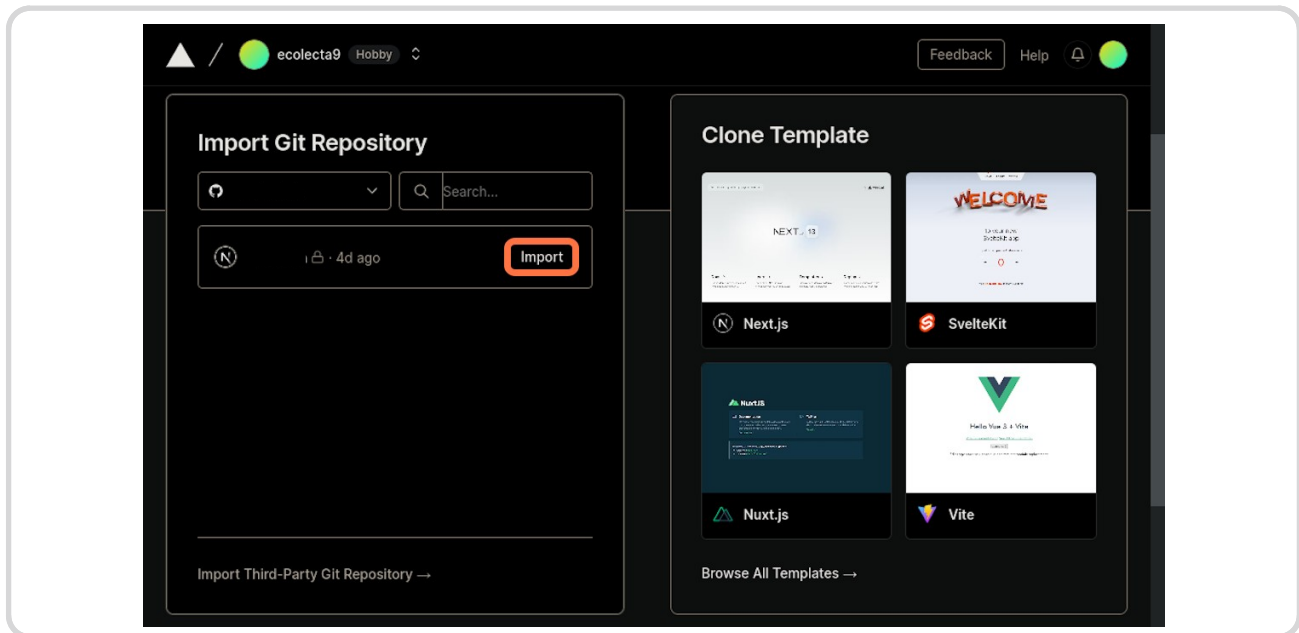 ecolecta9 Hobby
Feedback Help
Import Git Repository
Search...
4d ago
Import
Import Third-Party Git Repository →
Clone Template
NEXT. 13
Next.js
WELCOME
SvelteKit
NuxtJS
Nuxt.js
Hello Vue 3 + Vite
Vite
Browse All Templates →